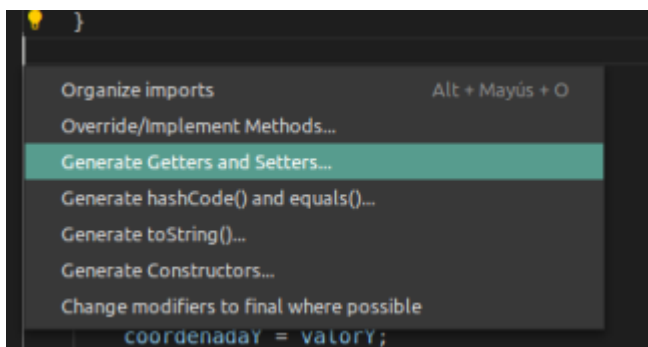 }
Organize imports Alt + Mayús + O
Override/Implement Methods...
Generate Getters and Setters...
Generate hashCode() and equals()...
Generate toString()...
Generate Constructors...
Change modifiers to final where possible
coordenadaY = valorY;